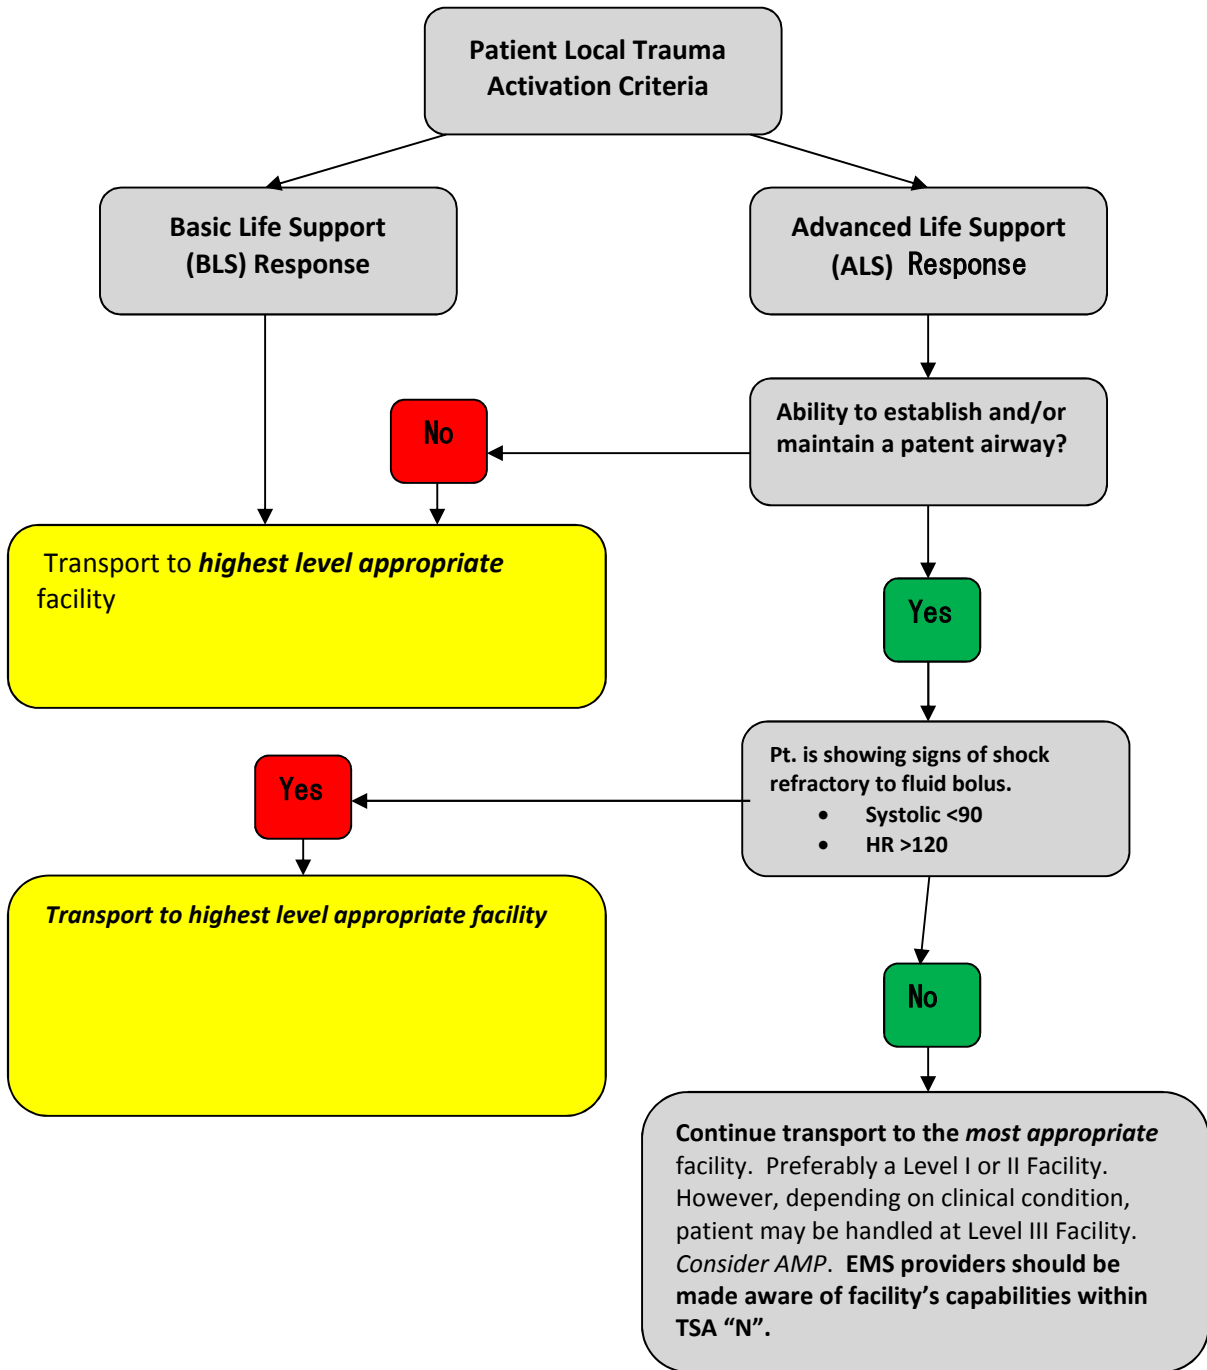 Patient Local Trauma
Activation Criteria
Basic Life Support
(BLS) Response
Advanced Life Support
(ALS) Response
Ability to establish and/or
maintain a patent airway?
No
Transport to highest level appropriate
facility
Yes
Pt. is showing signs of shock
refractory to fluid bolus.
• Systolic <90
• HR >120
Yes
Transport to highest level appropriate facility
No
Continue transport to the most appropriate
facility. Preferably a Level I or II Facility.
However, depending on clinical condition,
patient may be handled at Level III Facility.
Consider AMP. EMS providers should be
made aware of facility’s capabilities within
TSA “N”.